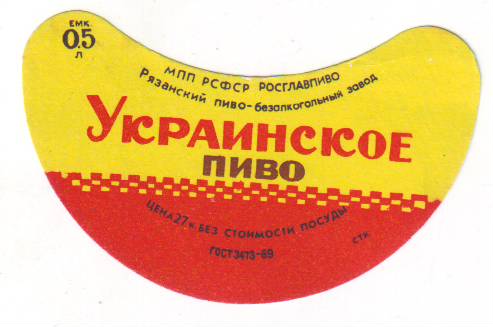 ЕМК.
0.5
Л
МПП РСФСР РОСГЛАВПИВО
Рязанский пиво-безалкогольный завод
УКРАИНСКОЕ
ПИВО
ЦЕНА 27к БЕЗ СТОИМОСТИ ПОСУДЫ
СТК
ГОСТ 3473-69